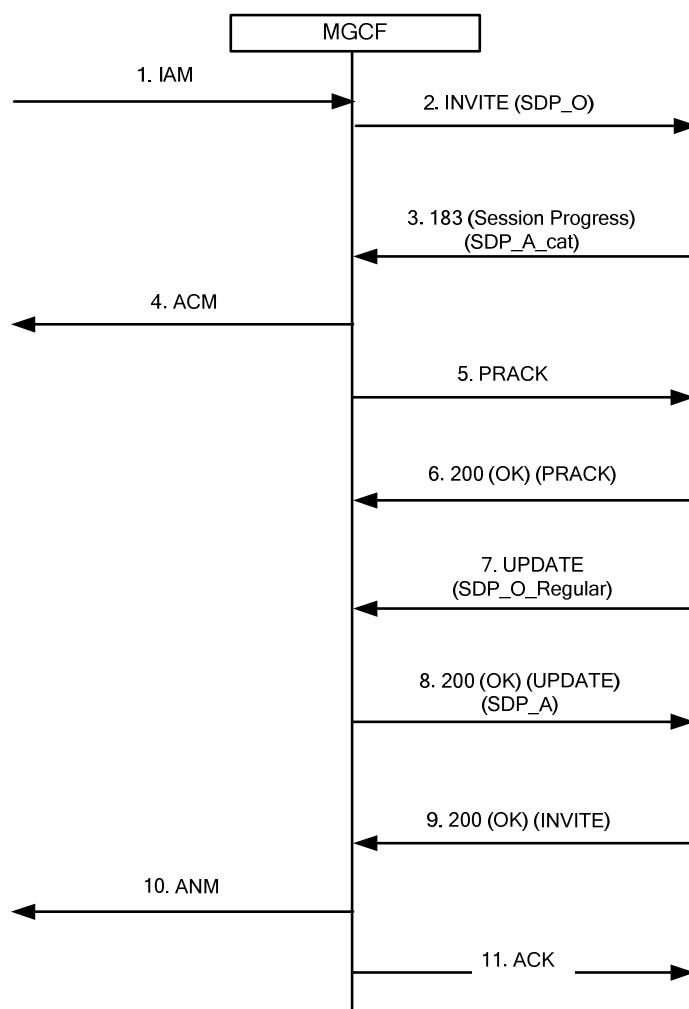 MGCF
1. IAM
2. INVITE (SDP_O)
3. 183 (Session Progress)
(SDP_A_cat)
4. ACM
5. PRACK
6. 200 (OK) (PRACK)
7. UPDATE
(SDP_O_Regular)
8. 200 (OK) (UPDATE)
(SDP_A)
9. 200 (OK) (INVITE)
10. ANM
11. ACK